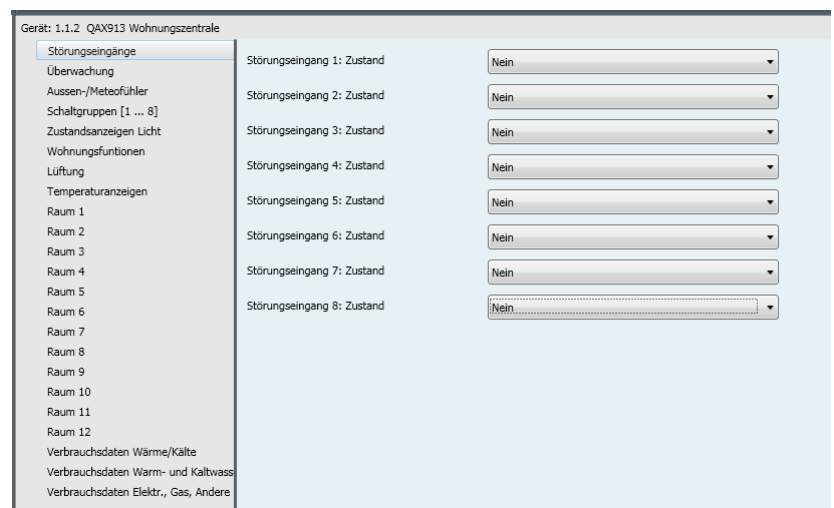 Gerät: 1.1.2 QAX913 Wohnungszentrale
Störungseingänge
Überwachung
Aussen-/Meteofühler
Schaltgruppen [1 ... 8]
Zustandsanzeigen Licht
Wohnungsfuntionen
Lüftung
Temperaturanzeigen
Raum 1
Raum 2
Raum 3
Raum 4
Raum 5
Raum 6
Raum 7
Raum 8
Raum 9
Raum 10
Raum 11
Raum 12
Verbrauchsdaten Wärme/Kälte
Verbrauchsdaten Warm- und Kaltwass
Verbrauchsdaten Elektr., Gas, Andere
Störungseingang 1: Zustand Nein
Störungseingang 2: Zustand Nein
Störungseingang 3: Zustand Nein
Störungseingang 4: Zustand Nein
Störungseingang 5: Zustand Nein
Störungseingang 6: Zustand Nein
Störungseingang 7: Zustand Nein
Störungseingang 8: Zustand Nein